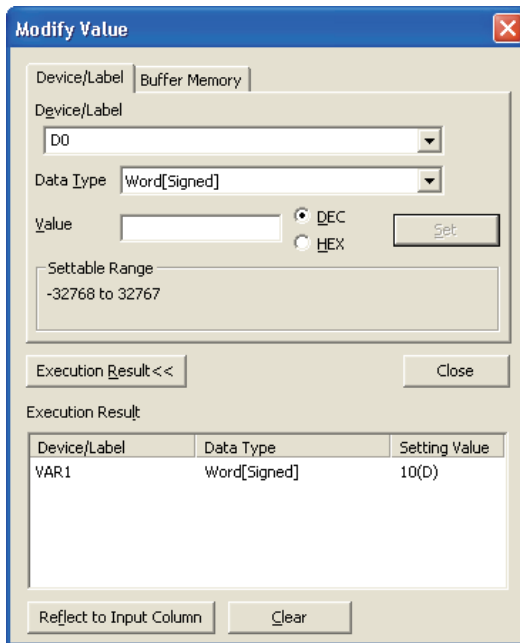 Modify Value
Device/Label Buffer Memory
Device/Label
D0
Data Type Word[Signed]
Value DEC Set
HEX
Settable Range
-32768 to 32767
Execution Result<< Close
Execution Result
Device/Label Data Type Setting Value
VAR1 Word[Signed] 10(D)
Reflect to Input Column Clear